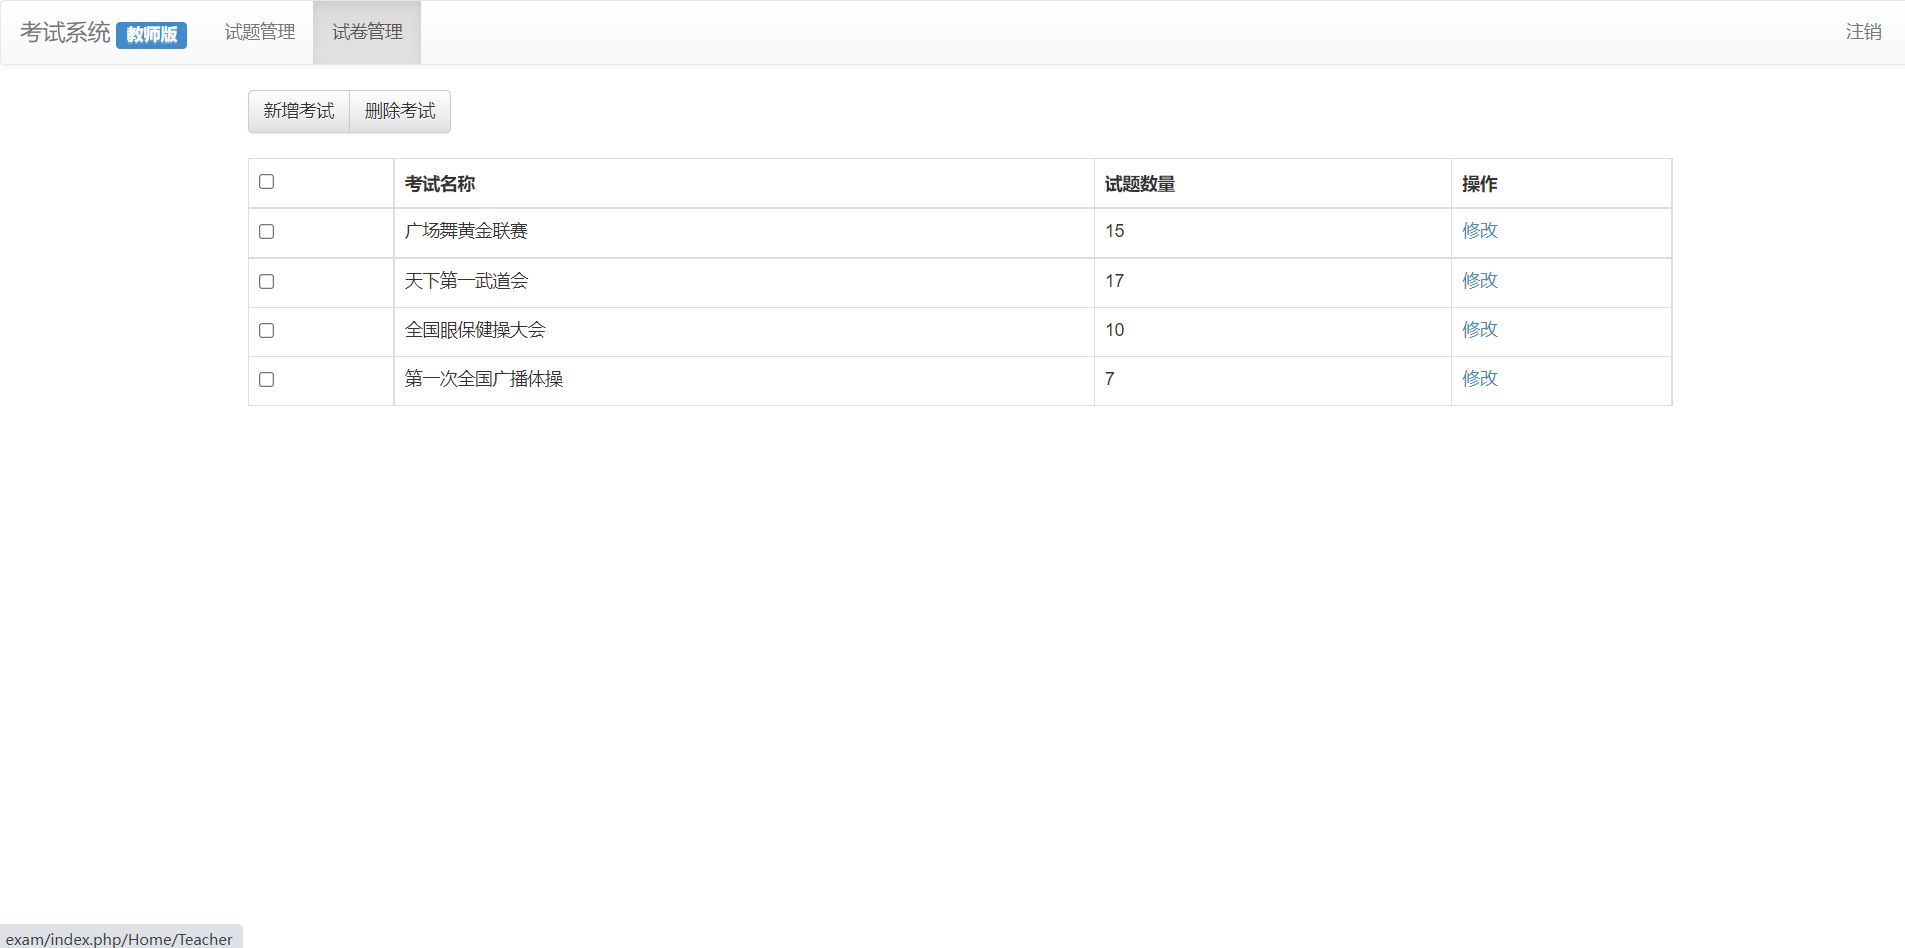 考试系统 教师版 试题管理 试卷管理 注销
新增考试 删除考试
考试名称 试题数量 操作
广场舞黄金联赛 15 修改
天下第一武道会 17 修改
全国眼保健操大会 10 修改
第一次全国广播体操 7 修改
exam/index.php/Home/Teacher